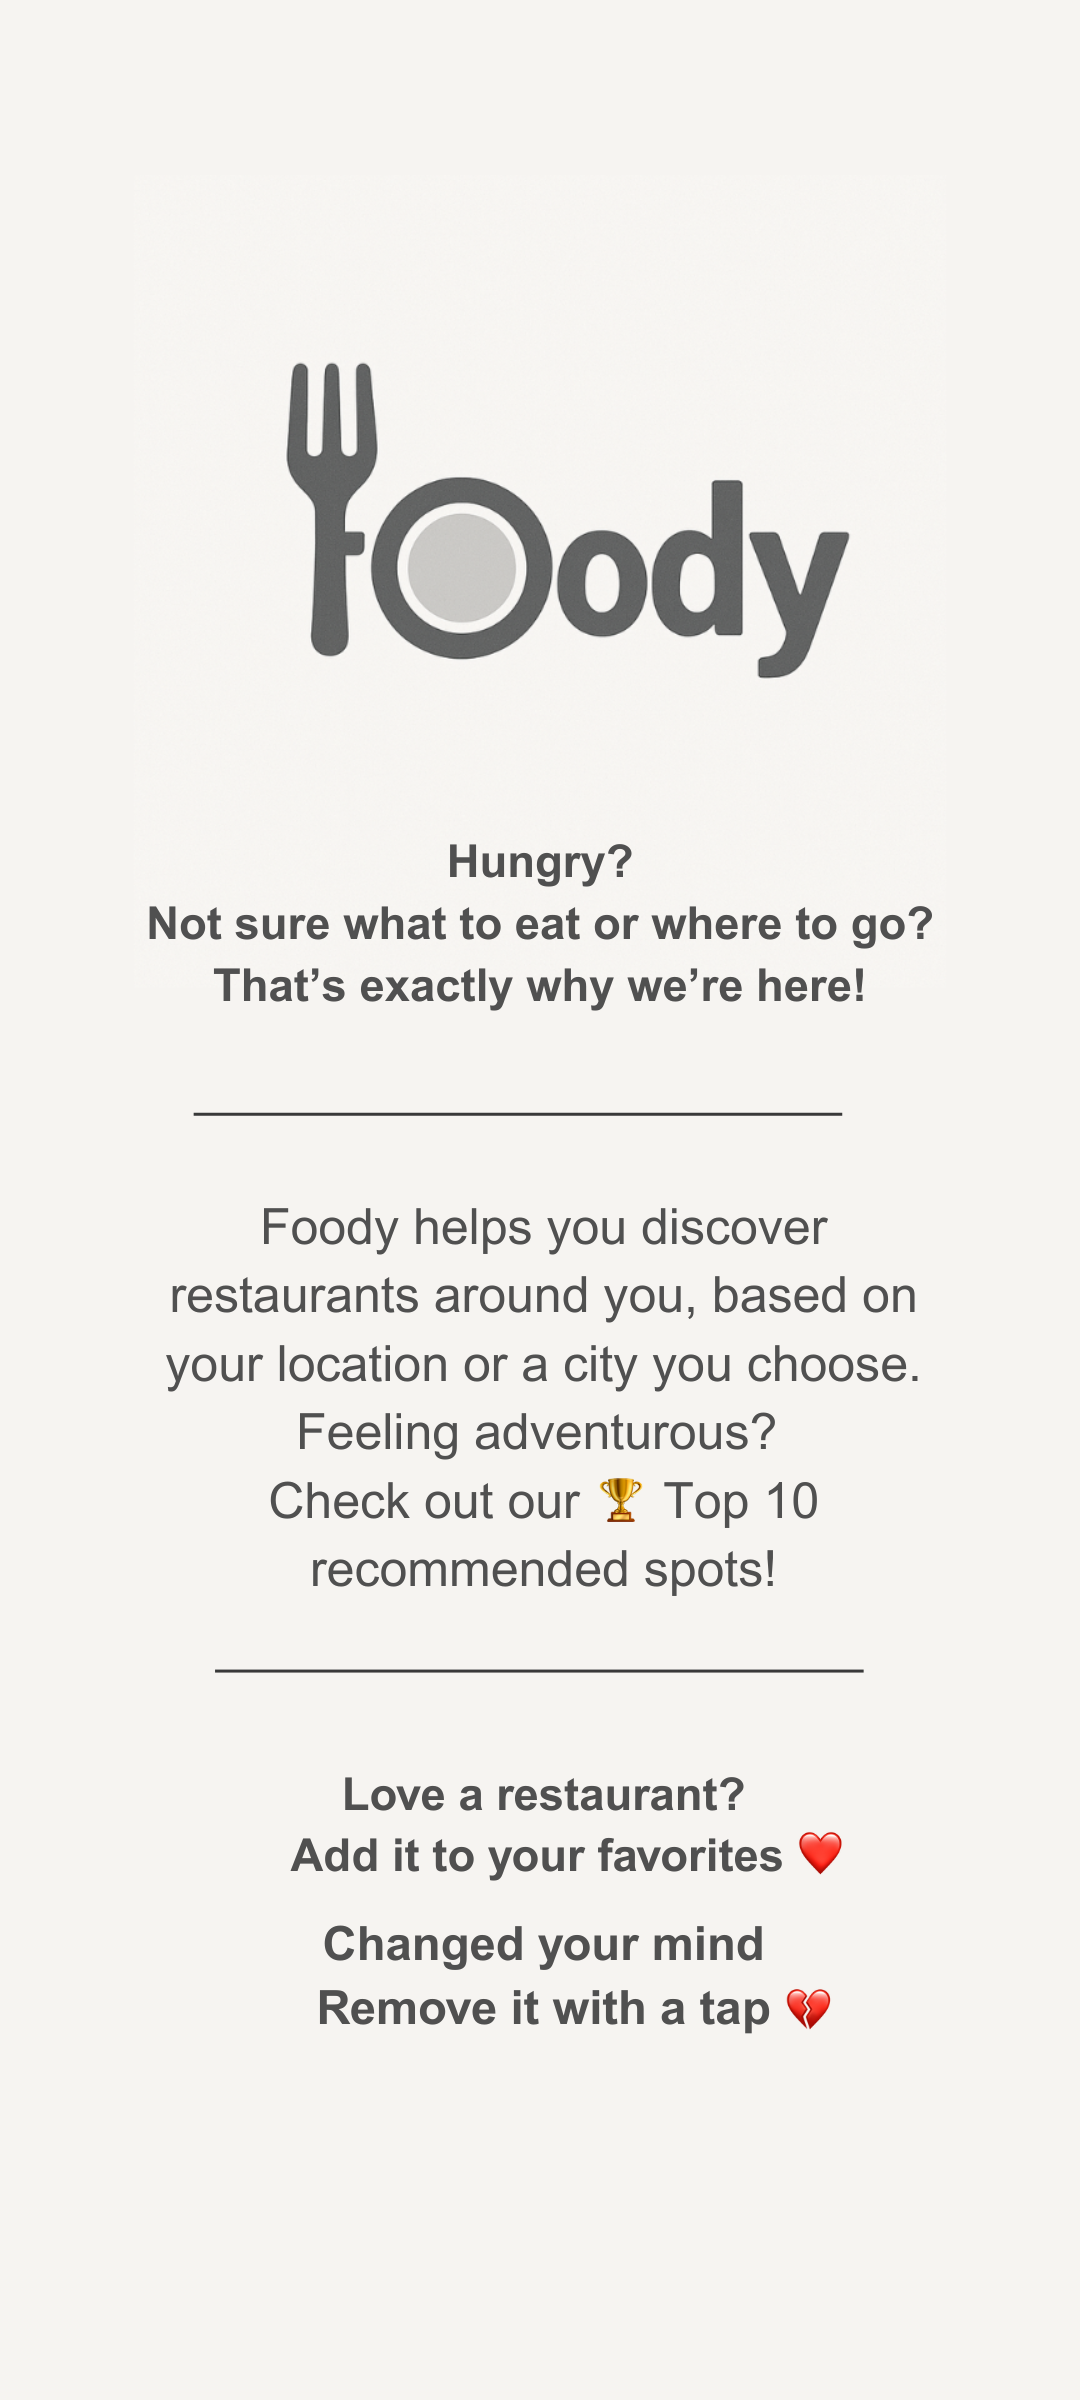 foody
Hungry?
Not sure what to eat or where to go?
That’s exactly why we’re here!
Foody helps you discover
restaurants around you, based on
your location or a city you choose.
Feeling adventurous?
Check out our 🏆 Top 10
recommended spots!
Love a restaurant?
Add it to your favorites ❤️
Changed your mind
Remove it with a tap 💔